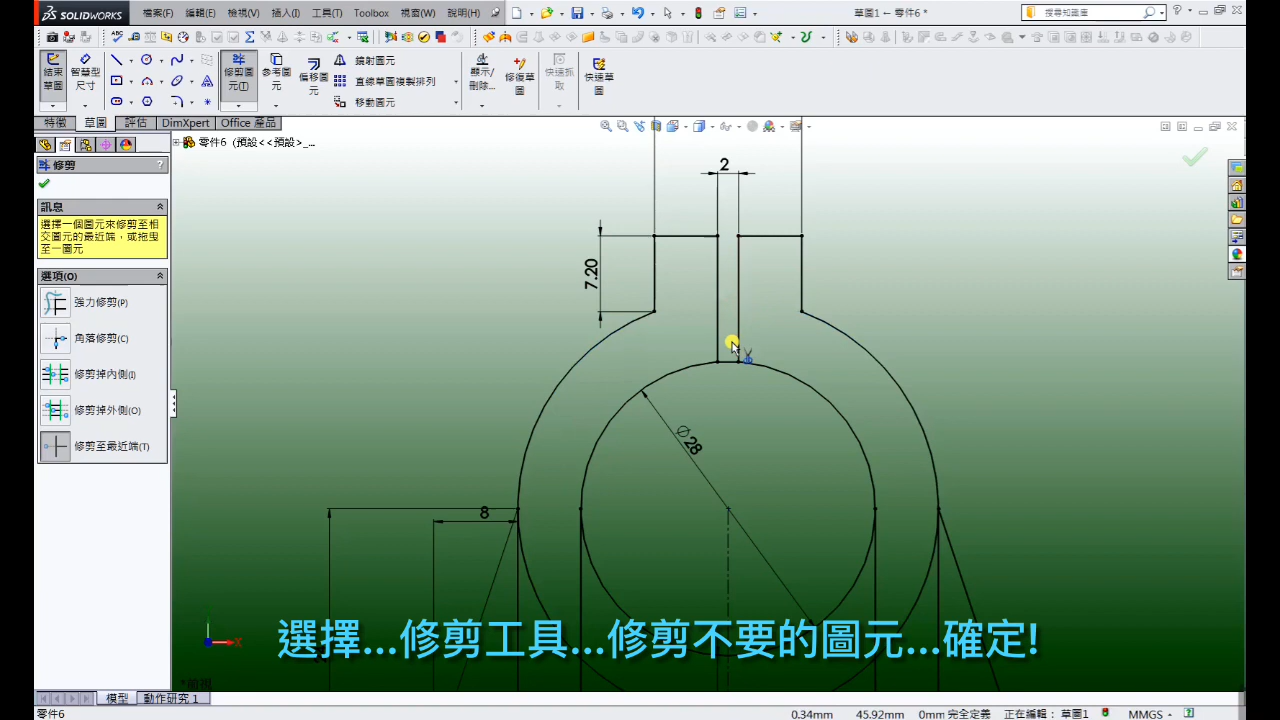 SOLIDWORKS
檔案(F)
編輯(E)
檢視(V)
插入(I)
工具(T)
Toolbox
視窗(W)
說明(H)
草圖1 ← 零件6 *
搜尋知識庫
結束草圖
智慧型尺寸
修剪圖元(T)
參考圖元
偏移圖元
鏡射圖元
直線草圖複製排列
移動圖元
顯示/刪除...
修復草圖
快速抓取
快速草圖
特徵
草圖
評估
DimXpert
Office 產品
零件6 (預設<<預設>_...
修剪
?
訊息
選擇一個圖元來修剪至相
交圖元的最近端，或拖曳
至一圖元
選項(O)
強力修剪(P)
角落修剪(C)
修剪掉內側(I)
修剪掉外側(O)
修剪至最近端(T)
2
7.20
∅28
8
X
選擇...修剪工具...修剪不要的圖元...確定!
*前視
模型
動作研究 1
零件6
0.34mm
45.92mm
0mm
完全定義
正在編輯： 草圖1
MMGS